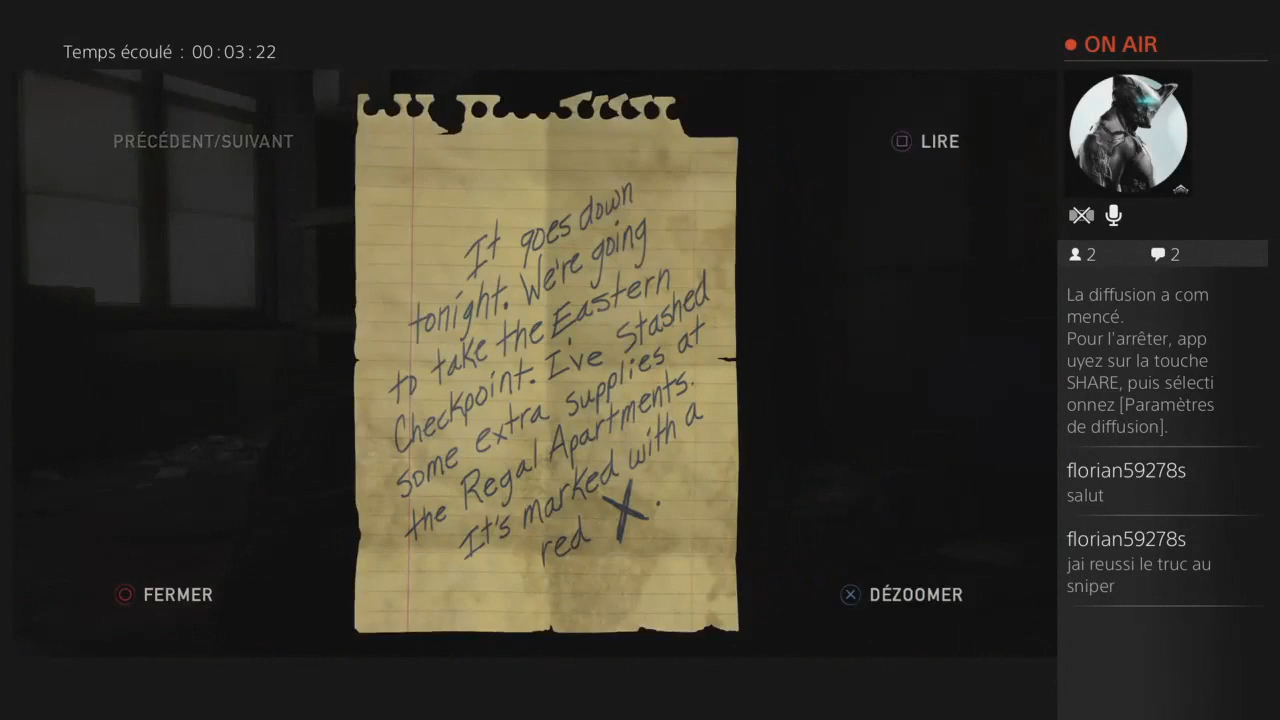 Temps écoulé : 00:03:22
PRÉCÉDENT/SUIVANT
LIRE
It goes down
tonight. We're going
to take the Eastern
Checkpoint. I've Stashed
some extra supplies at
the Regal Apartments.
It's marked with a
red X.
FERMER
DÉZOOMER
ON AIR
2
2
La diffusion a com
mencé.
Pour l'arrêter, app
uyez sur la touche
SHARE, puis sélecti
onnez [Paramètres
de diffusion].
florian59278s
salut
florian59278s
jai reussi le truc au
sniper